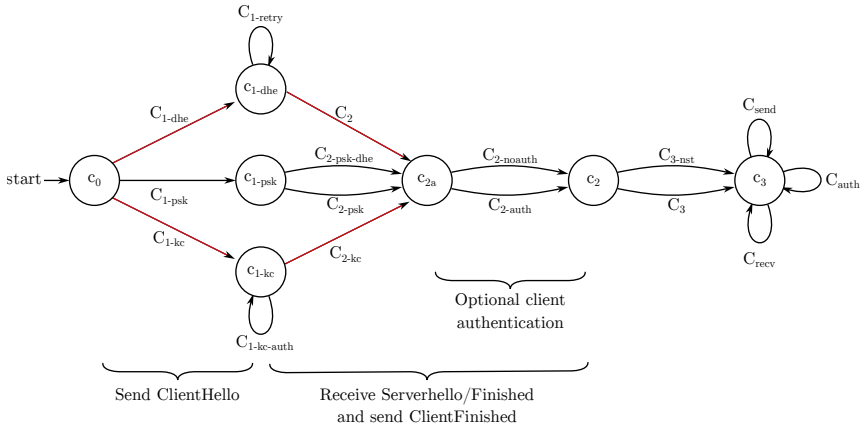 C1-retry
c1-dhe
C1-dhe
C2
Csend
start
c0
C1-psk
c1-psk
C2-psk-dhe
C2-psk
c2a
C2-noauth
C2-auth
c2
C3-nst
C3
c3
Cauth
C1-kc
C2-kc
c1-kc
Crecv
C1-kc-auth
Optional client
authentication
Send ClientHello
Receive Serverhello/Finished
and send ClientFinished